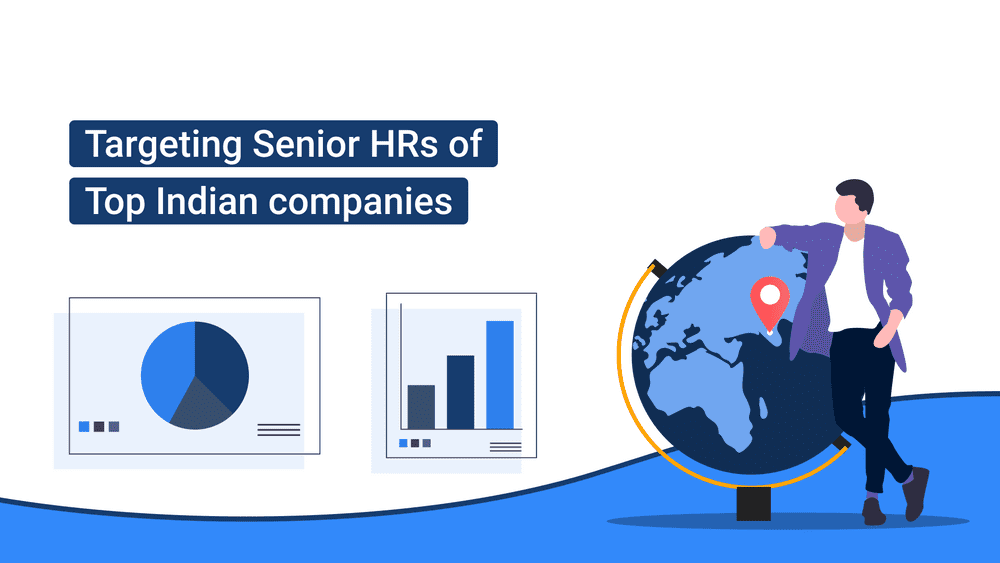 Targeting Senior HRs of
Top Indian companies